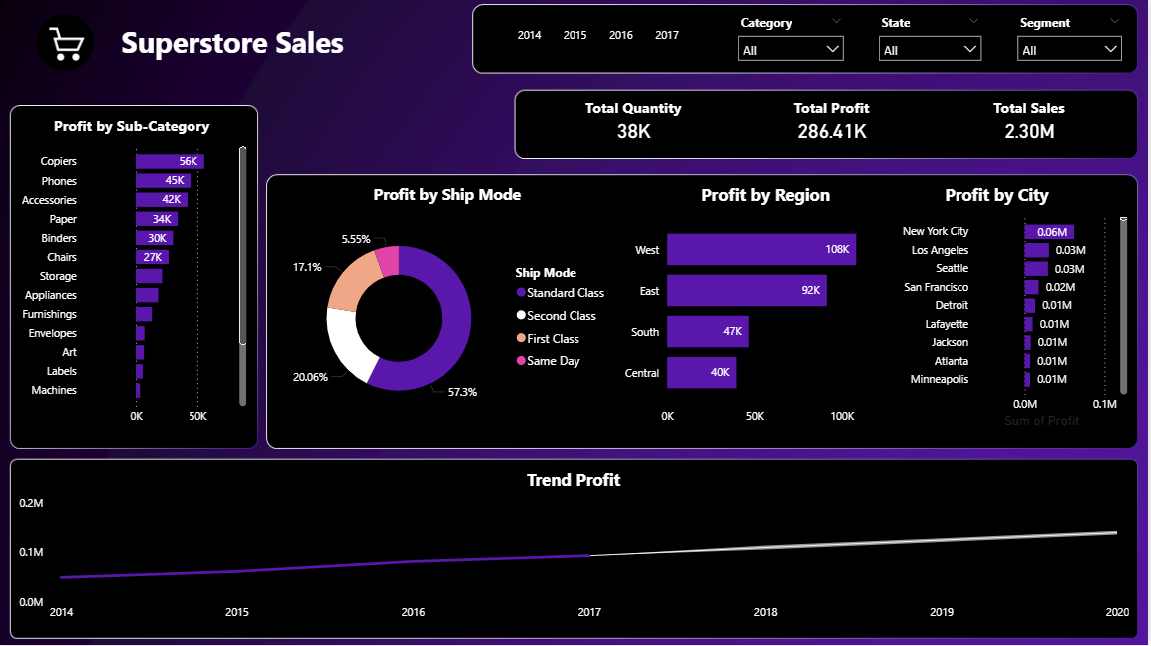 Superstore Sales
2014 2015 2016 2017
Category State Segment
All All All
Total Quantity Total Profit Total Sales
38K 286.41K 2.30M
Profit by Sub-Category
Copiers 56K
Phones 45K
Accessories 42K
Paper 34K
Binders 30K
Chairs 27K
Storage
Appliances
Furnishings
Envelopes
Art
Labels
Machines
0K 50K
Profit by Ship Mode
5.55%
17.1%
20.06%
57.3%
Ship Mode
Standard Class
Second Class
First Class
Same Day
Profit by Region
West 108K
East 92K
South 47K
Central 40K
0K 50K 100K
Profit by City
New York City 0.06M
Los Angeles 0.03M
Seattle 0.03M
San Francisco 0.02M
Detroit 0.01M
Lafayette 0.01M
Jackson 0.01M
Atlanta 0.01M
Minneapolis 0.01M
0.0M 0.1M
Sum of Profit
Trend Profit
0.2M
0.1M
0.0M
2014 2015 2016 2017 2018 2019 2020